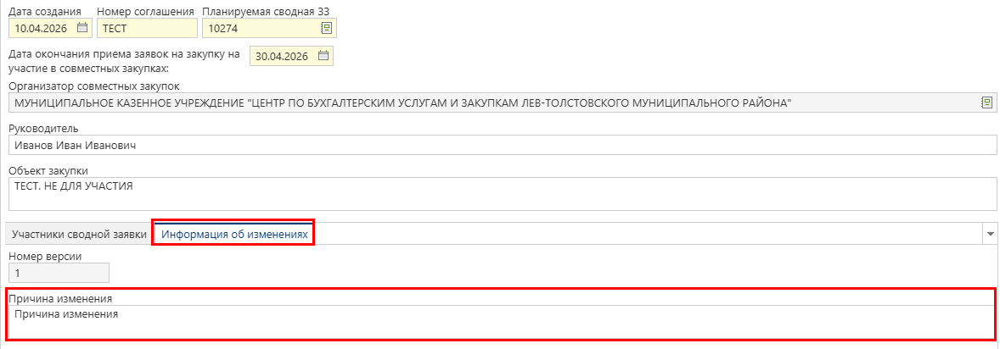 Дата создания Номер соглашения Планируемая сводная ЗЗ
10.04.2026 ТЕСТ 10274
Дата окончания приема заявок на закупку на
участие в совместных закупках:
30.04.2026
Организатор совместных закупок
МУНИЦИПАЛЬНОЕ КАЗЕННОЕ УЧРЕЖДЕНИЕ "ЦЕНТР ПО БУХГАЛТЕРСКИМ УСЛУГАМ И ЗАКУПКАМ ЛЕВ-ТОЛСТОВСКОГО МУНИЦИПАЛЬНОГО РАЙОНА"
Руководитель
Иванов Иван Иванович
Объект закупки
ТЕСТ. НЕ ДЛЯ УЧАСТИЯ
Участники сводной заявки Информация об изменениях
Номер версии
1
Причина изменения
Причина изменения